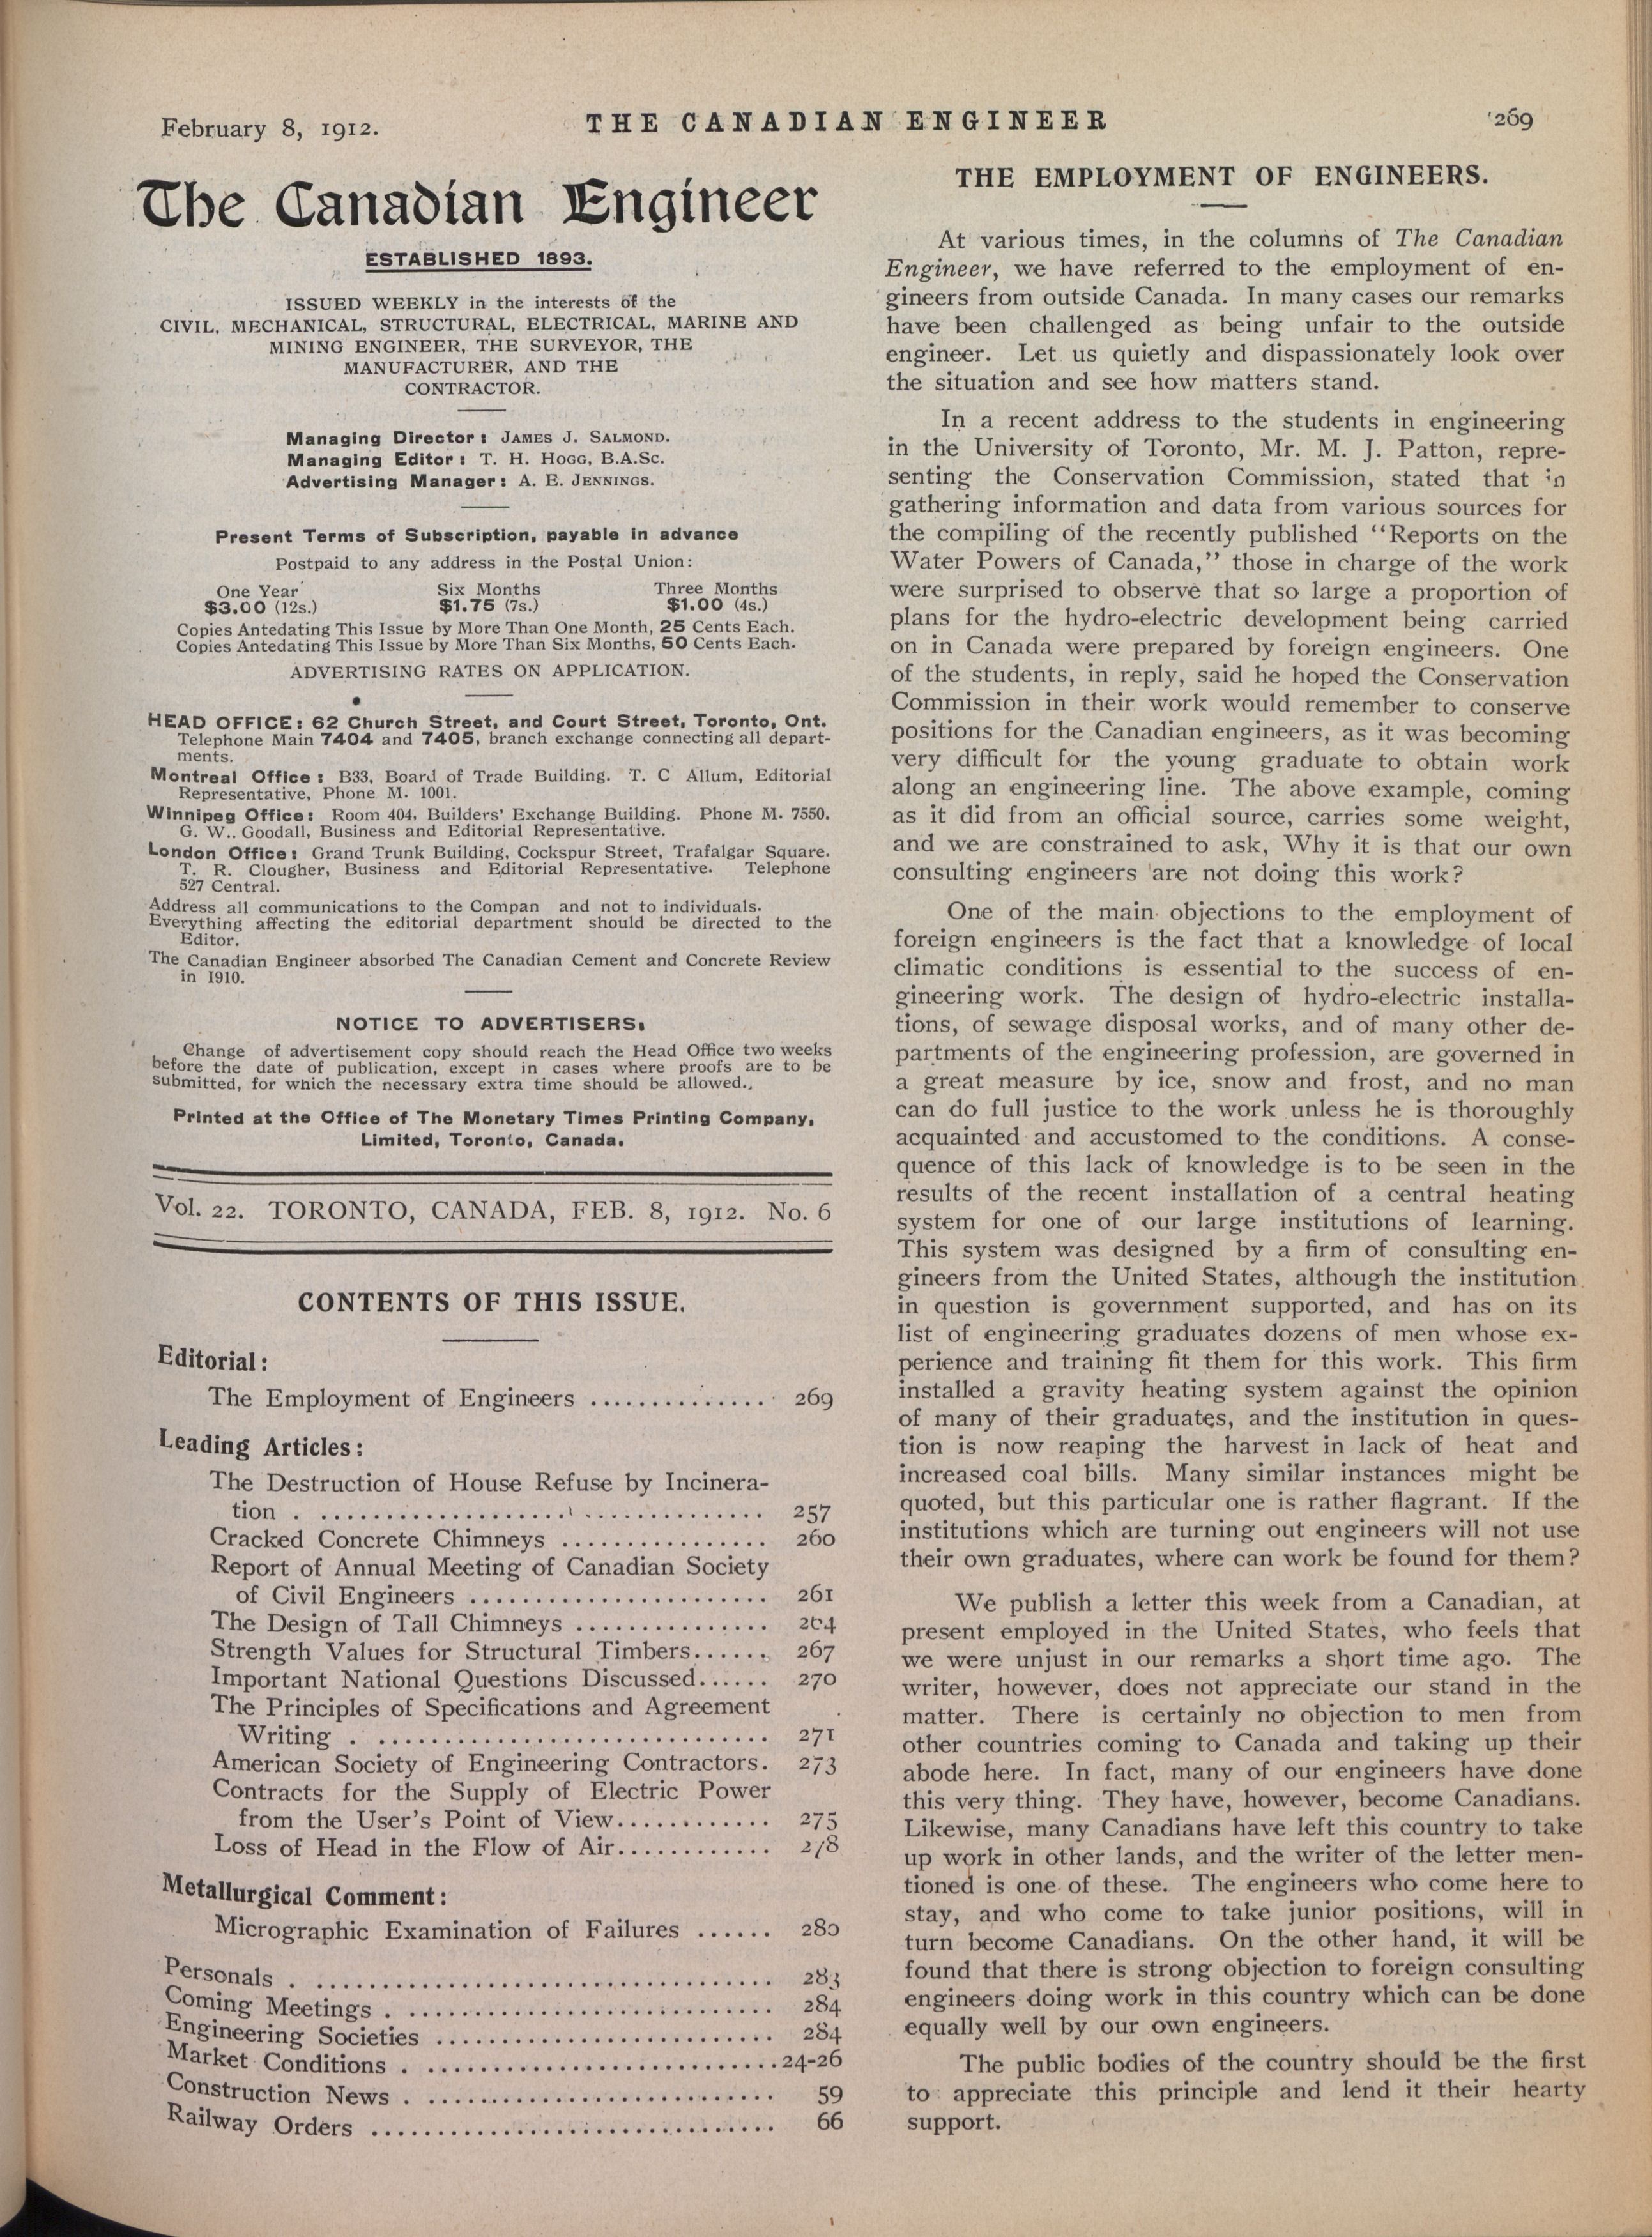 February 8, 1912.
THE CANADIAN ENGINEER
269
The Canadian Engineer
ESTABLISHED 1893.
ISSUED WEEKLY in the interests of the
CIVIL, MECHANICAL, STRUCTURAL, ELECTRICAL, MARINE AND
MINING ENGINEER, THE SURVEYOR, THE
MANUFACTURER, AND THE
CONTRACTOR.
Managing Director: JAMES J. SALMOND.
Managing Editor: T. H. HOGG, B.A.Sc.
Advertising Manager: A. E. JENNINGS.
Present Terms of Subscription, payable in advance
Postpaid to any address in the Postal Union:
One Year Six Months Three Months
$3.00 (12s.) $1.75 (7s.) $1.00 (4s.)
Copies Antedating This Issue by More Than One Month, 25 Cents Each.
Copies Antedating This Issue by More Than Six Months, 50 Cents Each.
ADVERTISING RATES ON APPLICATION.
HEAD OFFICE: 62 Church Street, and Court Street, Toronto, Ont.
Telephone Main 7404 and 7405, branch exchange connecting all depart-
ments.
Montreal Office: B33, Board of Trade Building. T. C Allum, Editorial
Representative, Phone M. 1001.
Winnipeg Office: Room 404, Builders' Exchange Building. Phone M. 7550.
G. W.. Goodall, Business and Editorial Representative.
London Office: Grand Trunk Building, Cockspur Street, Trafalgar Square.
T. R. Clougher, Business and Editorial Representative. Telephone
527 Central.
Address all communications to the Compan and not to individuals.
Everything affecting the editorial department should be directed to the
Editor.
The Canadian Engineer absorbed The Canadian Cement and Concrete Review
in 1910.
NOTICE TO ADVERTISERS.
Change of advertisement copy should reach the Head Office two weeks
before the date of publication, except in cases where proofs are to be
submitted, for which the necessary extra time should be allowed.
Printed at the Office of The Monetary Times Printing Company,
Limited, Toronto, Canada.
Vol. 22. TORONTO, CANADA, FEB. 8, 1912. No. 6
CONTENTS OF THIS ISSUE.
Editorial:
The Employment of Engineers .............. 269
Leading Articles:
The Destruction of House Refuse by Incinera-
tion . ................................. 257
Cracked Concrete Chimneys ................ 260
Report of Annual Meeting of Canadian Society
of Civil Engineers ....................... 261
The Design of Tall Chimneys ............... 264
Strength Values for Structural Timbers...... 267
Important National Questions Discussed...... 270
The Principles of Specifications and Agreement
Writing . .............................. 271
American Society of Engineering Contractors. 273
Contracts for the Supply of Electric Power
from the User's Point of View............ 275
Loss of Head in the Flow of Air............ 278
Metallurgical Comment:
Micrographic Examination of Failures ...... 280
Personals . .................................... 283
Coming Meetings . ............................. 284
Engineering Societies .......................... 284
Market Conditions . ............................24-26
Construction News . ............................ 59
Railway Orders ................................ 66
THE EMPLOYMENT OF ENGINEERS.
At various times, in the columns of The Canadian
Engineer, we have referred to the employment of en-
gineers from outside Canada. In many cases our remarks
have been challenged as being unfair to the outside
engineer. Let us quietly and dispassionately look over
the situation and see how matters stand.
In a recent address to the students in engineering
in the University of Toronto, Mr. M. J. Patton, repre-
senting the Conservation Commission, stated that in
gathering information and data from various sources for
the compiling of the recently published "Reports on the
Water Powers of Canada," those in charge of the work
were surprised to observe that so large a proportion of
plans for the hydro-electric development being carried
on in Canada were prepared by foreign engineers. One
of the students, in reply, said he hoped the Conservation
Commission in their work would remember to conserve
positions for the Canadian engineers, as it was becoming
very difficult for the young graduate to obtain work
along an engineering line. The above example, coming
as it did from an official source, carries some weight,
and we are constrained to ask, Why it is that our own
consulting engineers are not doing this work?
One of the main objections to the employment of
foreign engineers is the fact that a knowledge of local
climatic conditions is essential to the success of en-
gineering work. The design of hydro-electric installa-
tions, of sewage disposal works, and of many other de-
partments of the engineering profession, are governed in
a great measure by ice, snow and frost, and no man
can do full justice to the work unless he is thoroughly
acquainted and accustomed to the conditions. A conse-
quence of this lack of knowledge is to be seen in the
results of the recent installation of a central heating
system for one of our large institutions of learning.
This system was designed by a firm of consulting en-
gineers from the United States, although the institution
in question is government supported, and has on its
list of engineering graduates dozens of men whose ex-
perience and training fit them for this work. This firm
installed a gravity heating system against the opinion
of many of their graduates, and the institution in ques-
tion is now reaping the harvest in lack of heat and
increased coal bills. Many similar instances might be
quoted, but this particular one is rather flagrant. If the
institutions which are turning out engineers will not use
their own graduates, where can work be found for them?
We publish a letter this week from a Canadian, at
present employed in the United States, who feels that
we were unjust in our remarks a short time ago. The
writer, however, does not appreciate our stand in the
matter. There is certainly no objection to men from
other countries coming to Canada and taking up their
abode here. In fact, many of our engineers have done
this very thing. They have, however, become Canadians.
Likewise, many Canadians have left this country to take
up work in other lands, and the writer of the letter men-
tioned is one of these. The engineers who come here to
stay, and who come to take junior positions, will in
turn become Canadians. On the other hand, it will be
found that there is strong objection to foreign consulting
engineers doing work in this country which can be done
equally well by our own engineers.
The public bodies of the country should be the first
to appreciate this principle and lend it their hearty
support.